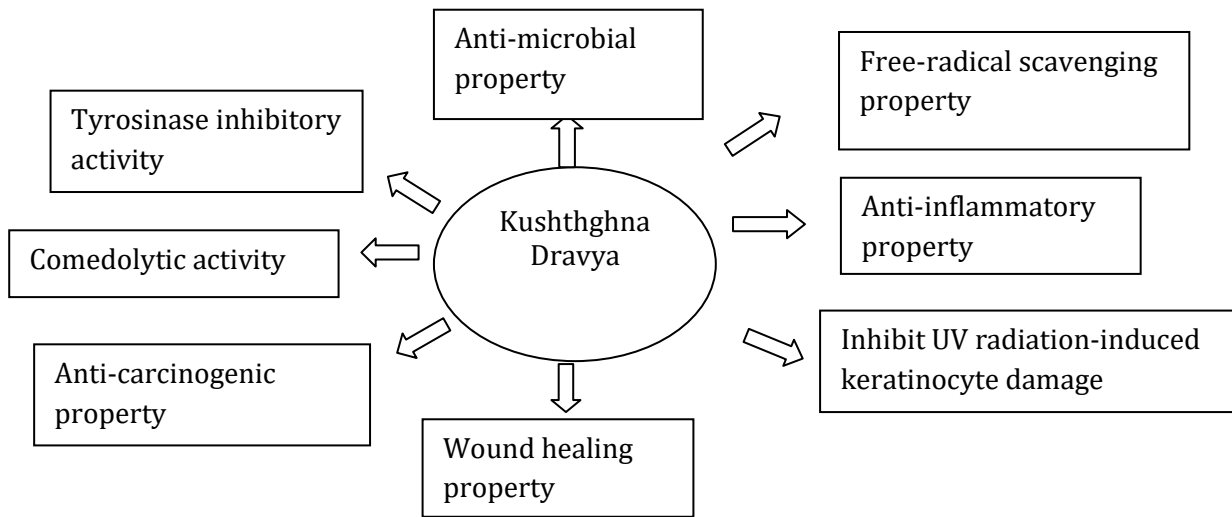 Anti-microbial
property
Free-radical scavenging
property
Tyrosinase inhibitory
activity
Kushthghna
Dravya
Anti-inflammatory
property
Comedolytic activity
Inhibit UV radiation-induced
keratinocyte damage
Anti-carcinogenic
property
Wound healing
property